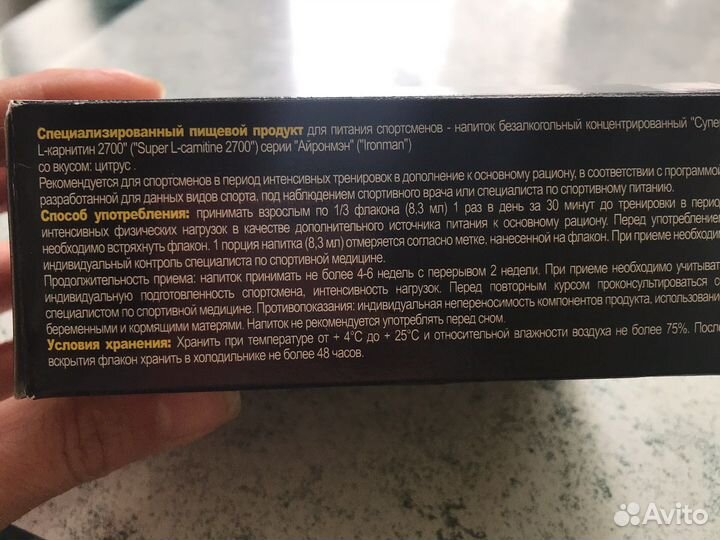 Специализированный пищевой продукт для питания спортсменов - напиток безалкогольный концентрированный "Супе
L-карнитин 2700" ("Super L-carnitine 2700") серии "Айронмэн" ("Ironman")
со вкусом: цитрус .
Рекомендуется для спортсменов в период интенсивных тренировок в дополнение к основному рациону, в соответствии с программой
разработанной для данных видов спорта, под наблюдением спортивного врача или специалиста по спортивному питанию.
Способ употребления: принимать взрослым по 1/3 флакона (8,3 мл) 1 раз в день за 30 минут до тренировки в перио
интенсивных физических нагрузок в качестве дополнительного источника питания к основному рациону. Перед употребление
необходимо встряхнуть флакон. 1 порция напитка (8,3 мл) отмеряется согласно метке, нанесенной на флакон. При приеме необходим
индивидуальный контроль специалиста по спортивной медицине.
Продолжительность приема: напиток принимать не более 4-6 недель с перерывом 2 недели. При приеме необходимо учитыват
индивидуальную подготовленность спортсмена, интенсивность нагрузок. Перед повторным курсом проконсультироваться с
специалистом по спортивной медицине. Противопоказания: индивидуальная непереносимость компонентов продукта, использовани
беременными и кормящими матерями. Напиток не рекомендуется употреблять перед сном.
Условия хранения: Хранить при температуре от + 4°С до + 25°С и относительной влажности воздуха не более 75%. После
вскрытия флакон хранить в холодильнике не более 48 часов.
Avito